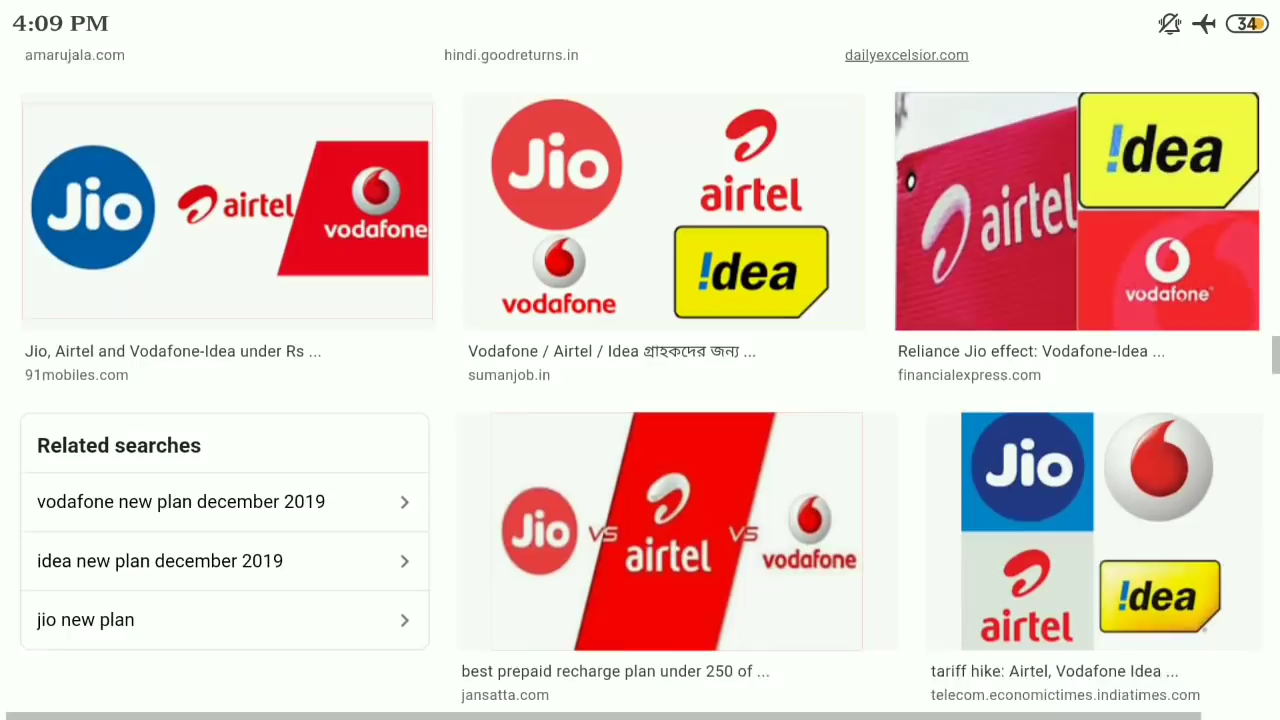 4:09 PM
34
amarujala.com
hindi.goodreturns.in
dailyexcelsior.com
Jio
airtel
vodafone
Jio
airtel
vodafone
!dea
airtel
!dea
vodafone
Jio, Airtel and Vodafone-Idea under Rs ...
91mobiles.com
Vodafone / Airtel / Idea গ্রাহকদের জন্য ...
sumanjob.in
Reliance Jio effect: Vodafone-Idea ...
financialexpress.com
Related searches
vodafone new plan december 2019
idea new plan december 2019
jio new plan
Jio
VS
airtel
VS
vodafone
Jio
airtel
!dea
best prepaid recharge plan under 250 of ...
jansatta.com
tariff hike: Airtel, Vodafone Idea ...
telecom.economictimes.indiatimes.com